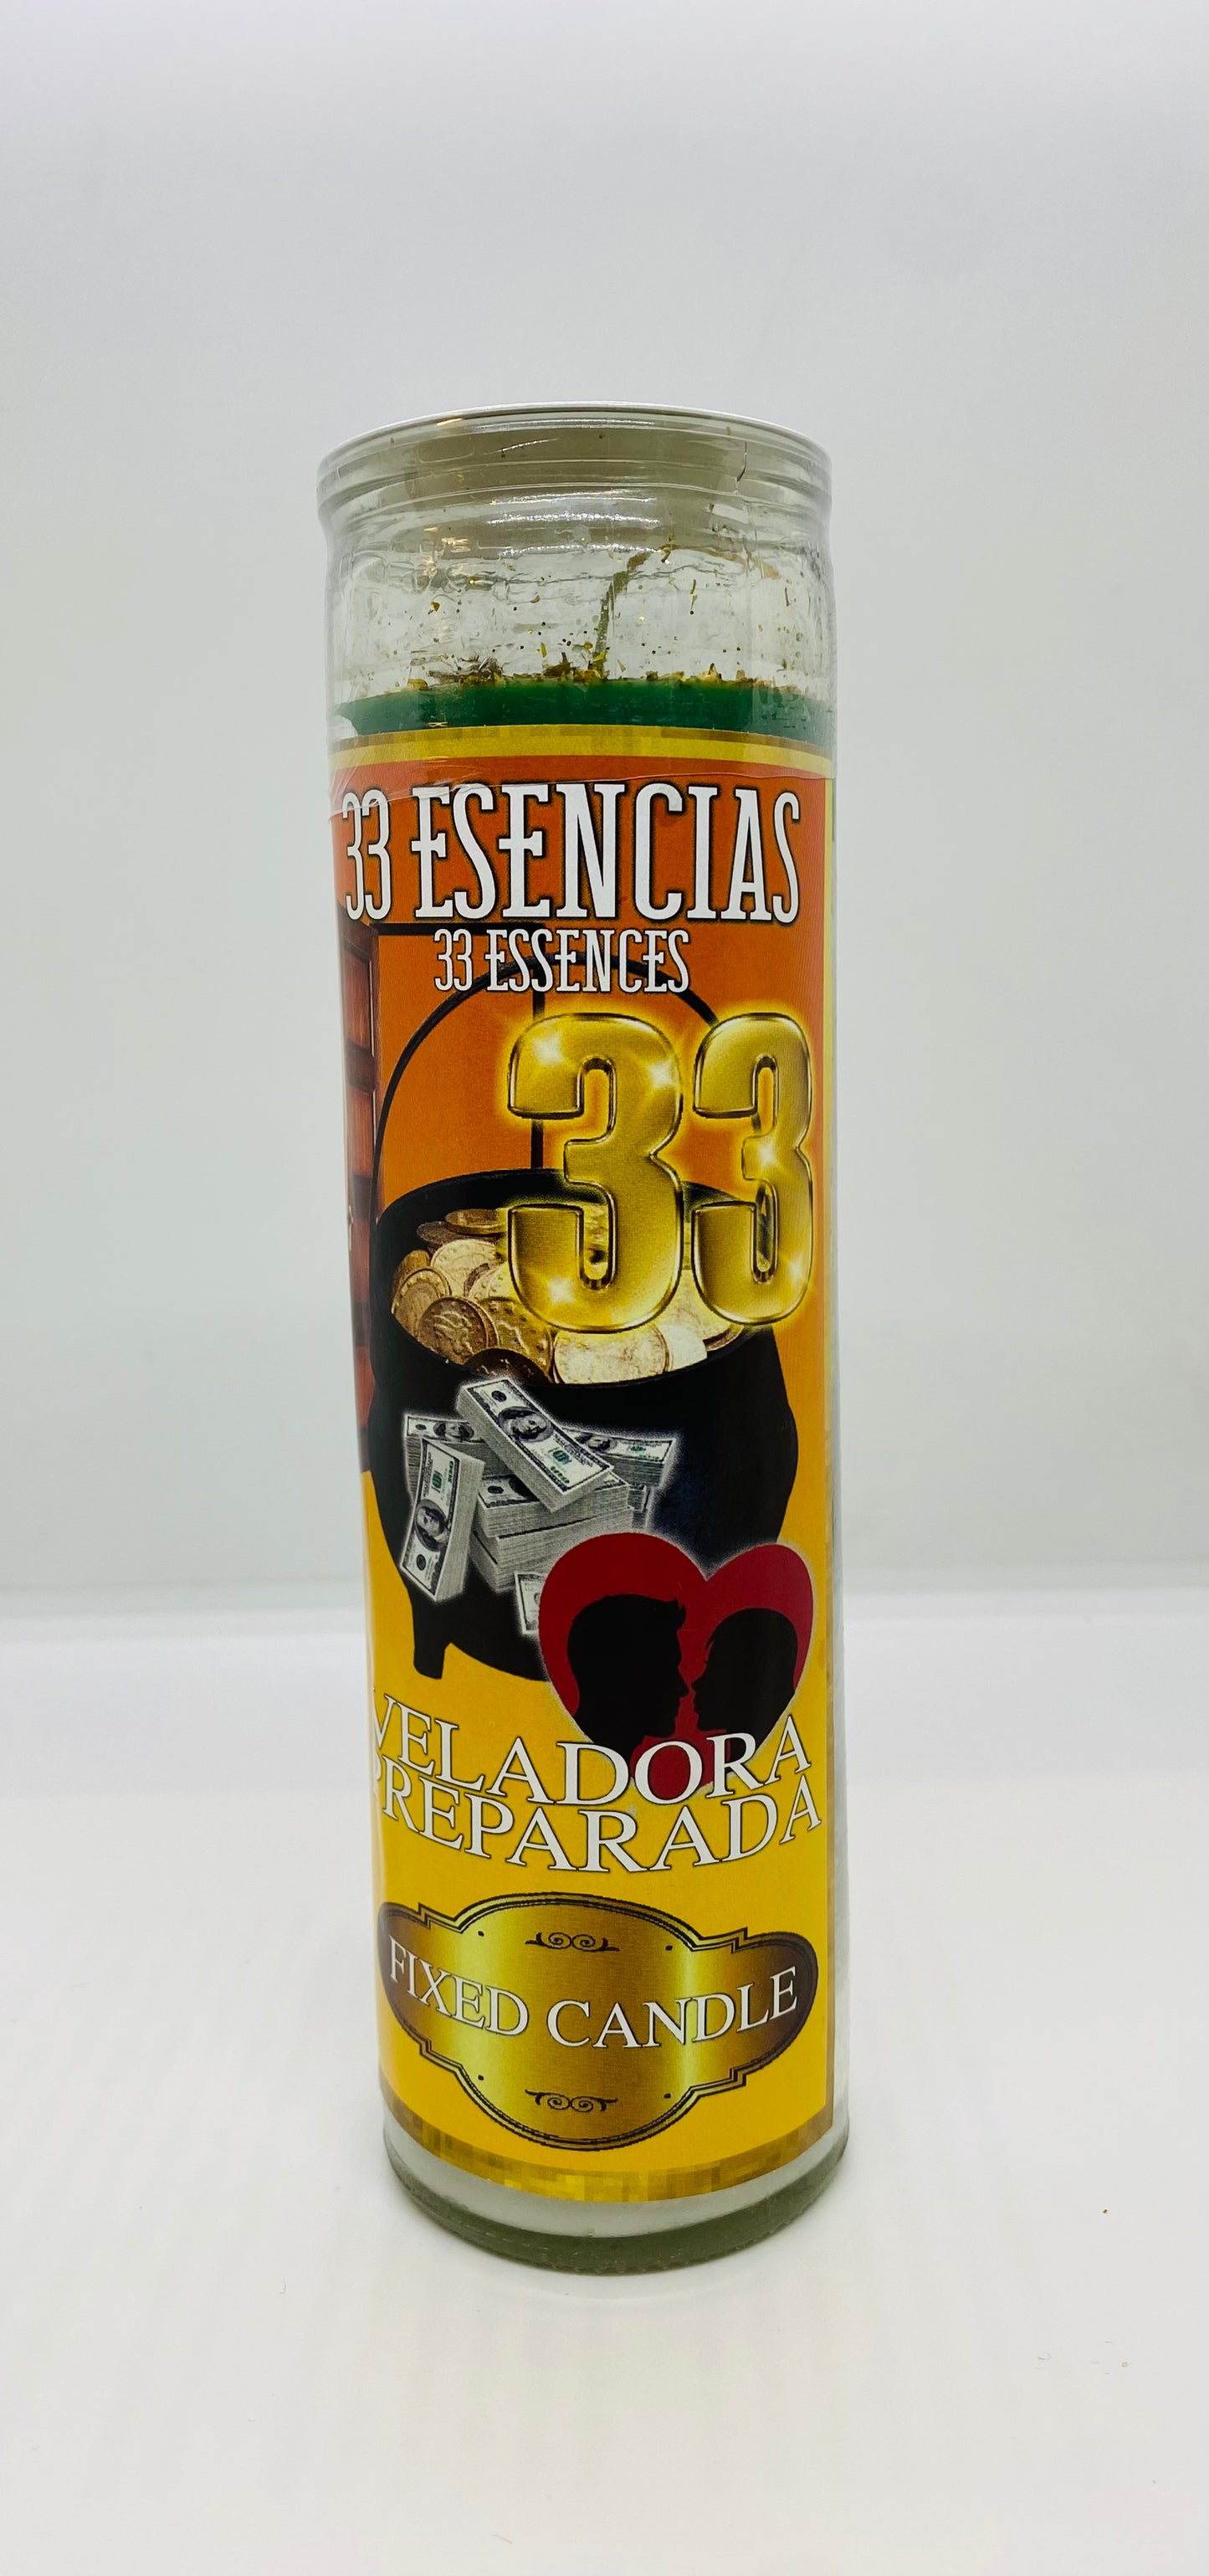 33 ESENCIAS
33 ESSENCES
33
VELADORA
PREPARADA
FIXED CANDLE